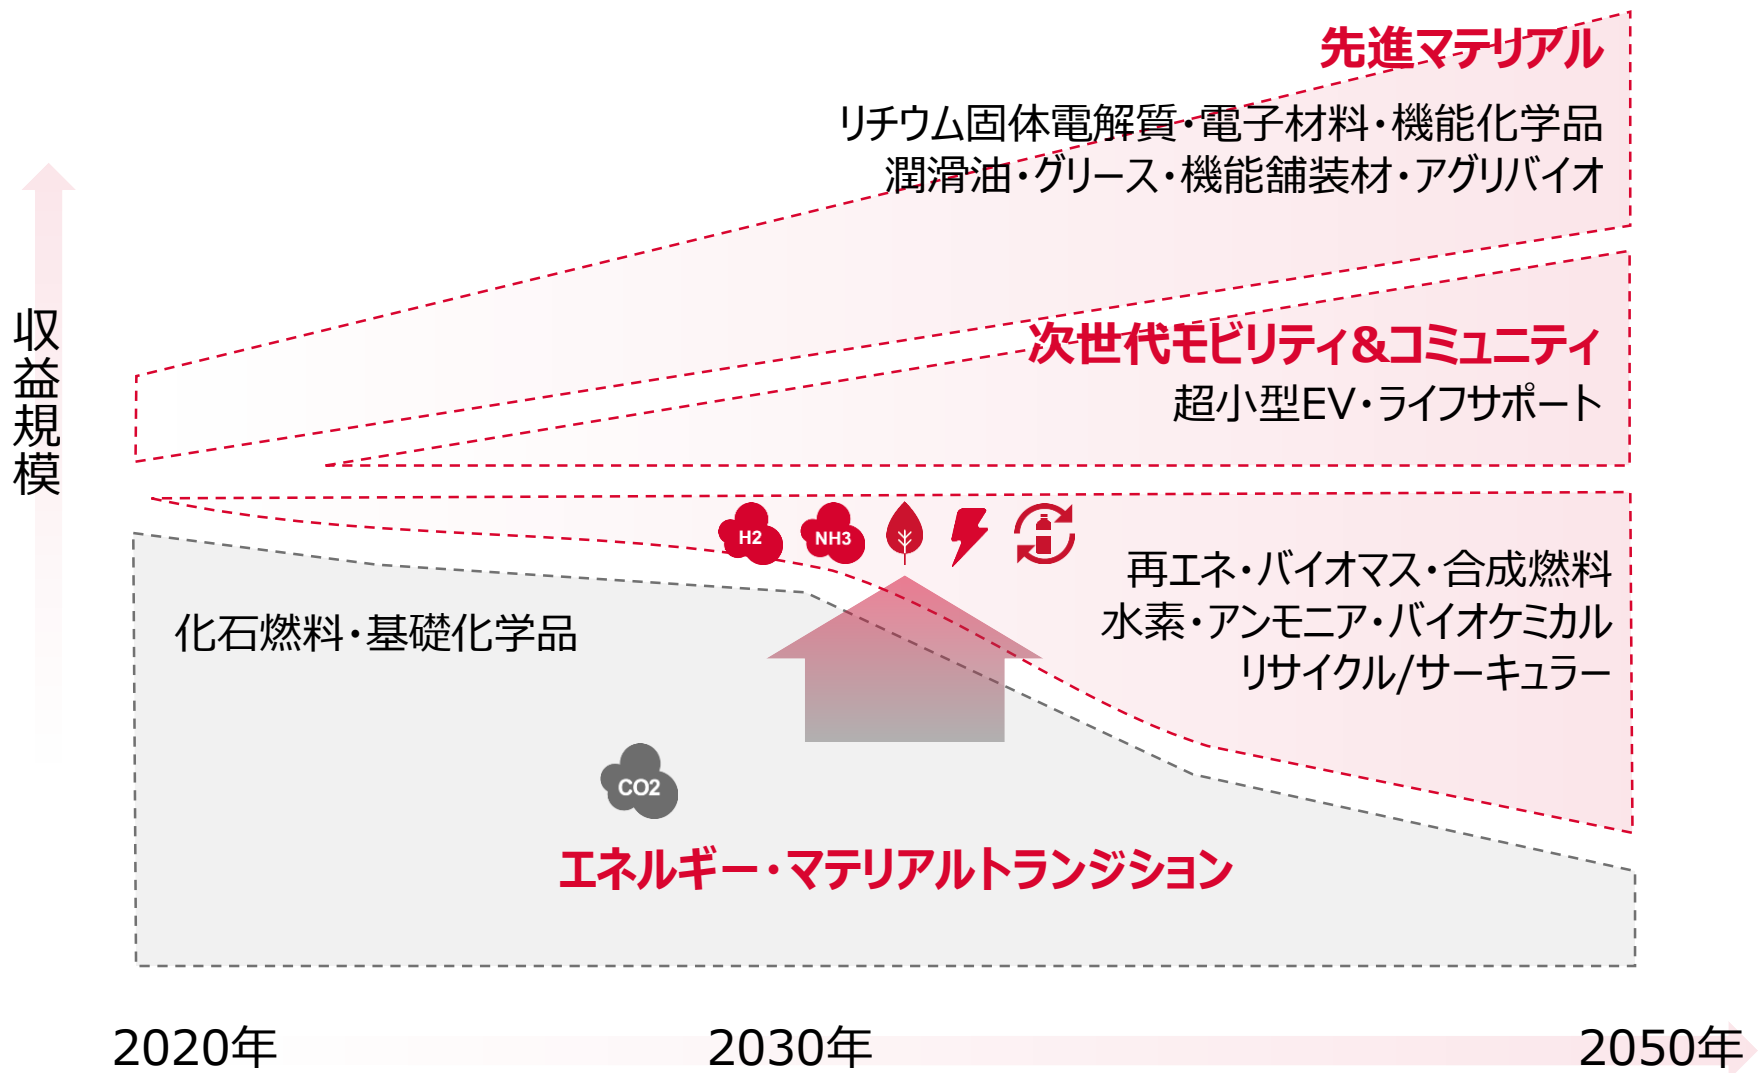 先進マテリアル
リチウム固体電解質・電子材料・機能化学品
潤滑油・グリース・機能舗装材・アグリバイオ
収益規模
次世代モビリティ&コミュニティ
超小型EV・ライフサポート
H2
NH3
再エネ・バイオマス・合成燃料
水素・アンモニア・バイオケミカル
リサイクル/サーキュラー
化石燃料・基礎化学品
CO2
エネルギー・マテリアルトランジション
2020年
2030年
2050年